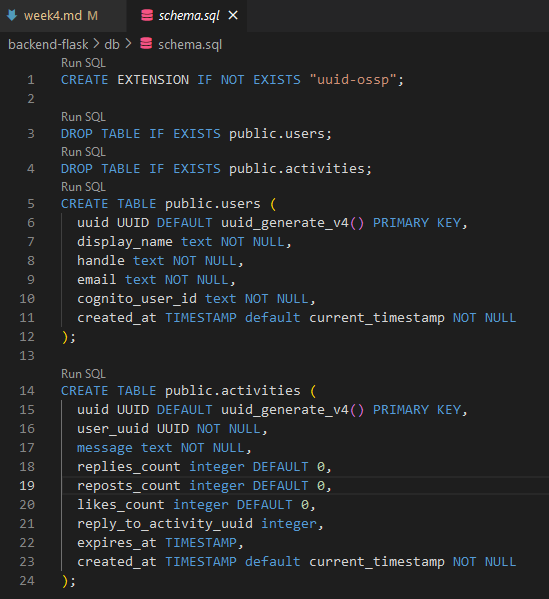 week4.md M schema.sql ×
backend-flask > db > schema.sql
Run SQL
1 CREATE EXTENSION IF NOT EXISTS "uuid-ossp";
2
Run SQL
3 DROP TABLE IF EXISTS public.users;
Run SQL
4 DROP TABLE IF EXISTS public.activities;
Run SQL
5 CREATE TABLE public.users (
6 uuid UUID DEFAULT uuid_generate_v4() PRIMARY KEY,
7 display_name text NOT NULL,
8 handle text NOT NULL,
9 email text NOT NULL,
10 cognito_user_id text NOT NULL,
11 created_at TIMESTAMP default current_timestamp NOT NULL
12 );
13
Run SQL
14 CREATE TABLE public.activities (
15 uuid UUID DEFAULT uuid_generate_v4() PRIMARY KEY,
16 user_uuid UUID NOT NULL,
17 message text NOT NULL,
18 replies_count integer DEFAULT 0,
19 reposts_count integer DEFAULT 0,
20 likes_count integer DEFAULT 0,
21 reply_to_activity_uuid integer,
22 expires_at TIMESTAMP,
23 created_at TIMESTAMP default current_timestamp NOT NULL
24 );